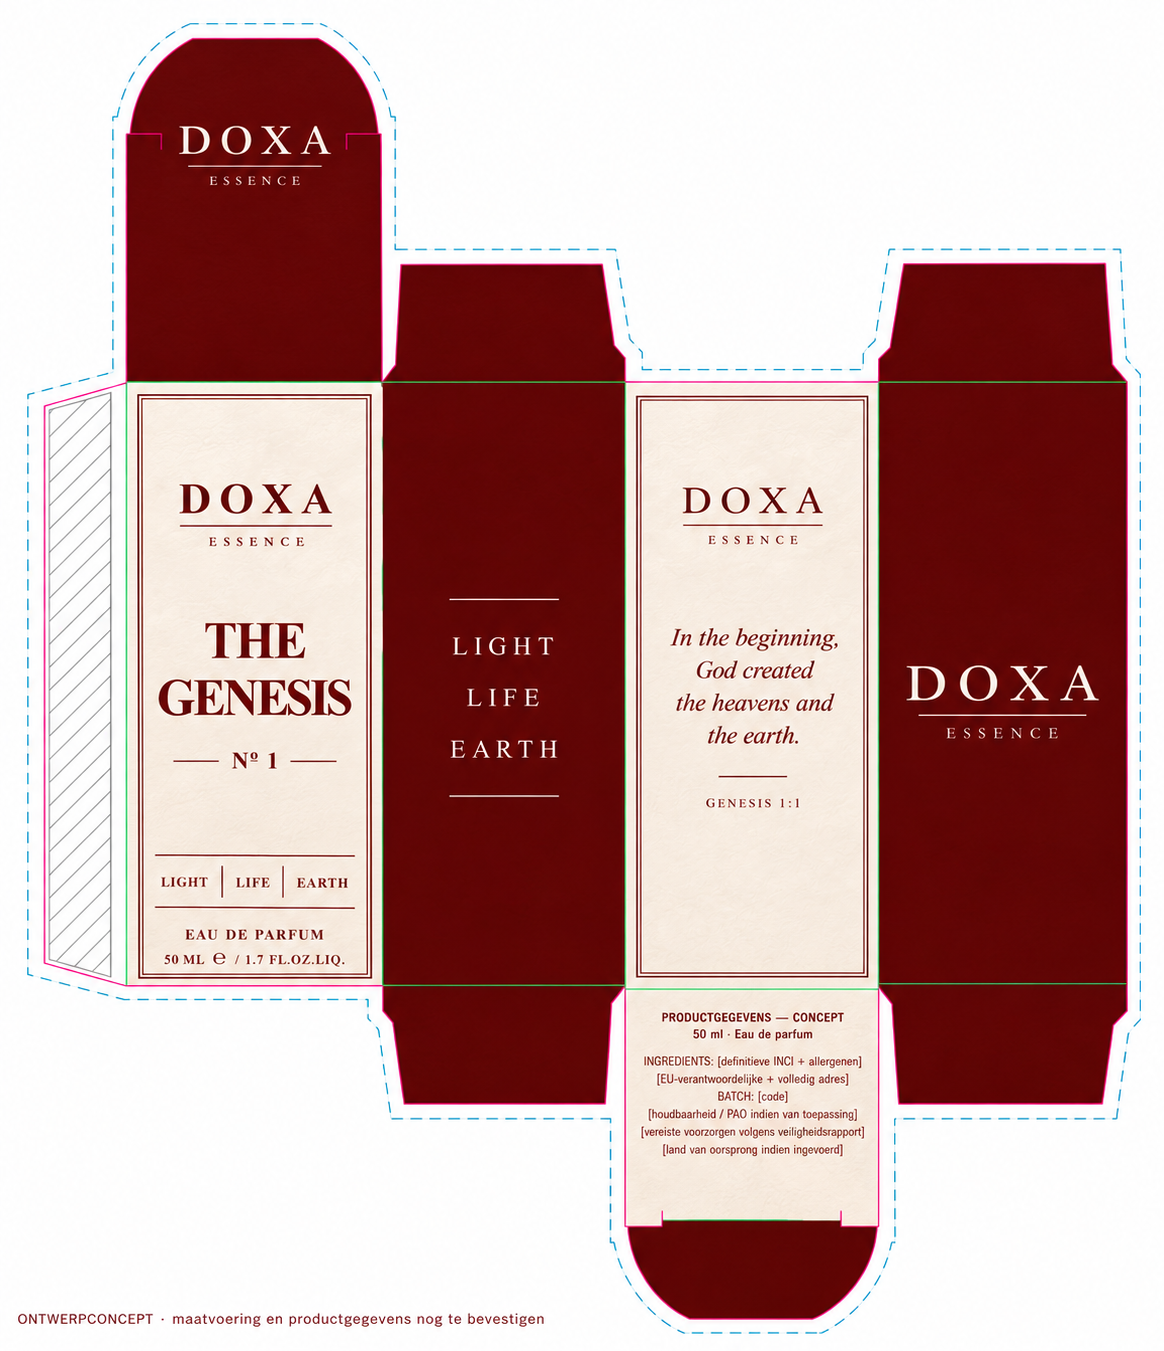 DOXA
ESSENCE
DOXA
ESSENCE
THE
GENESIS
Nº 1
LIGHT LIFE EARTH
EAU DE PARFUM
50 ML ℮ / 1.7 FL.OZ.LIQ.
LIGHT
LIFE
EARTH
DOXA
ESSENCE
In the beginning,
God created
the heavens and
the earth.
GENESIS 1:1
DOXA
ESSENCE
PRODUCTGEGEVENS — CONCEPT
50 ml · Eau de parfum
INGREDIENTS: [definitieve INCI + allergenen]
[EU-verantwoordelijke + volledig adres]
BATCH: [code]
[houdbaarheid / PAO indien van toepassing]
[vereiste voorzorgen volgens veiligheidsrapport]
[land van oorsprong indien ingevoerd]
ONTWERPCONCEPT · maatvoering en productgegevens nog te bevestigen